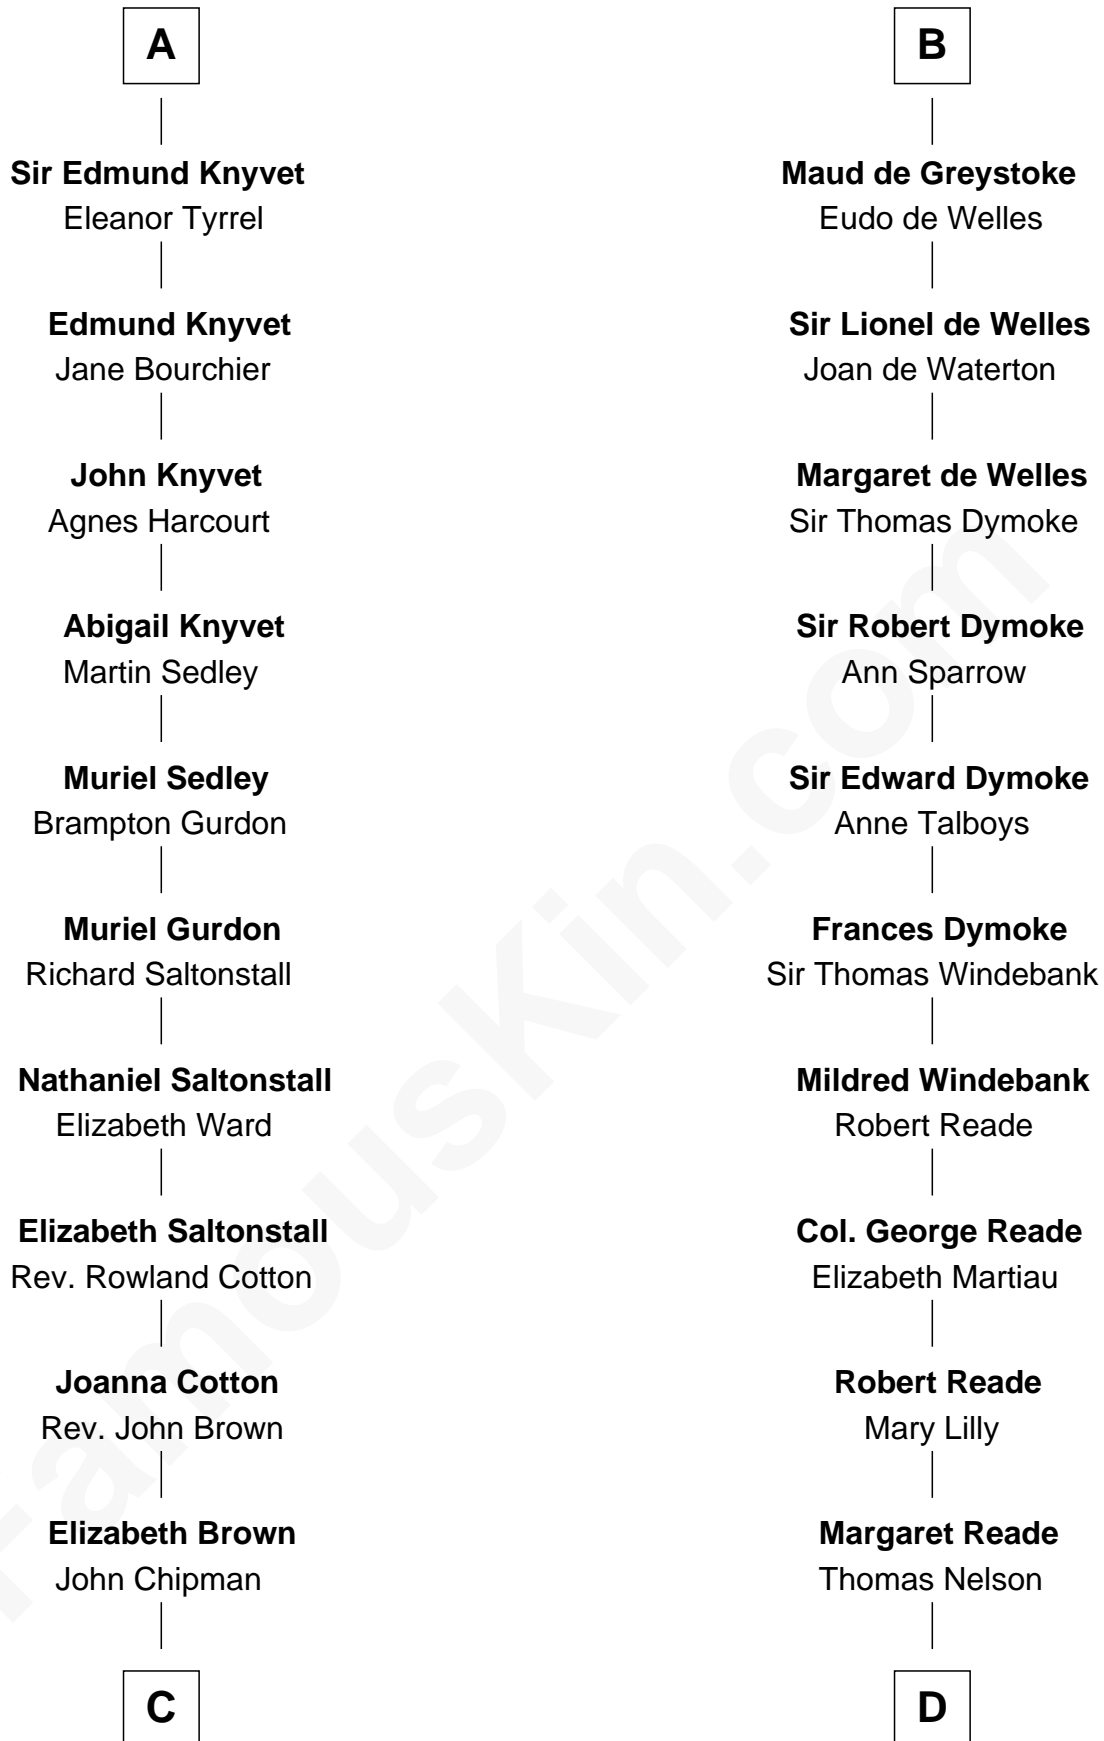 A
Sir Edmund Knyvet
Eleanor Tyrrel
Edmund Knyvet
Jane Bourchier
John Knyvet
Agnes Harcourt
Abigail Knyvet
Martin Sedley
Muriel Sedley
Brampton Gurdon
Muriel Gurdon
Richard Saltonstall
Nathaniel Saltonstall
Elizabeth Ward
Elizabeth Saltonstall
Rev. Rowland Cotton
Joanna Cotton
Rev. John Brown
Elizabeth Brown
John Chipman
C
B
Maud de Greystoke
Eudo de Welles
Sir Lionel de Welles
Joan de Waterton
Margaret de Welles
Sir Thomas Dymoke
Sir Robert Dymoke
Ann Sparrow
Sir Edward Dymoke
Anne Talboys
Frances Dymoke
Sir Thomas Windebank
Mildred Windebank
Robert Reade
Col. George Reade
Elizabeth Martiau
Robert Reade
Mary Lilly
Margaret Reade
Thomas Nelson
D
FamousKin.com